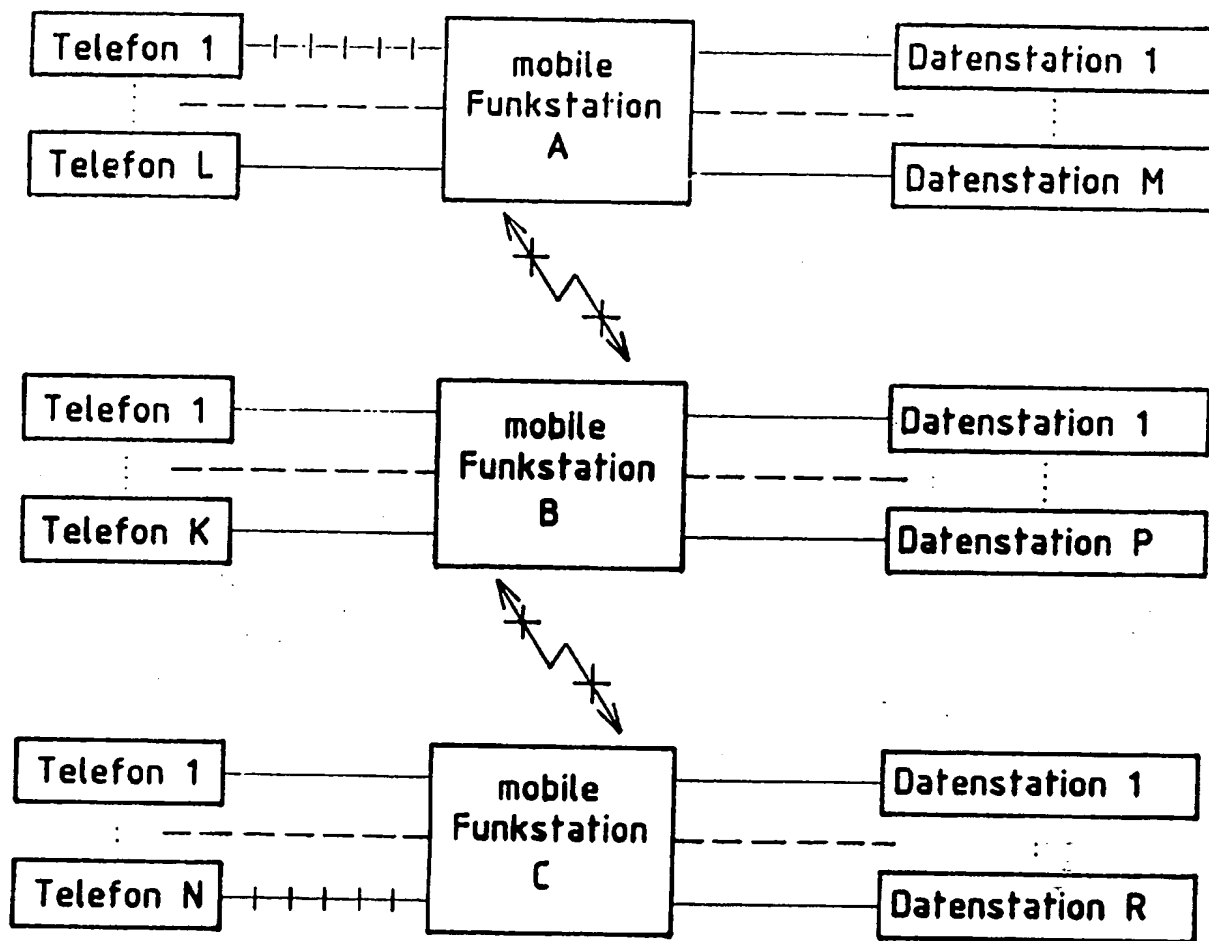 Telefon 1
mobile
Funkstation
A
Datenstation 1
Telefon L
Datenstation M
Telefon 1
mobile
Funkstation
B
Datenstation 1
Telefon K
Datenstation P
Telefon 1
mobile
Funkstation
C
Datenstation 1
Telefon N
Datenstation R